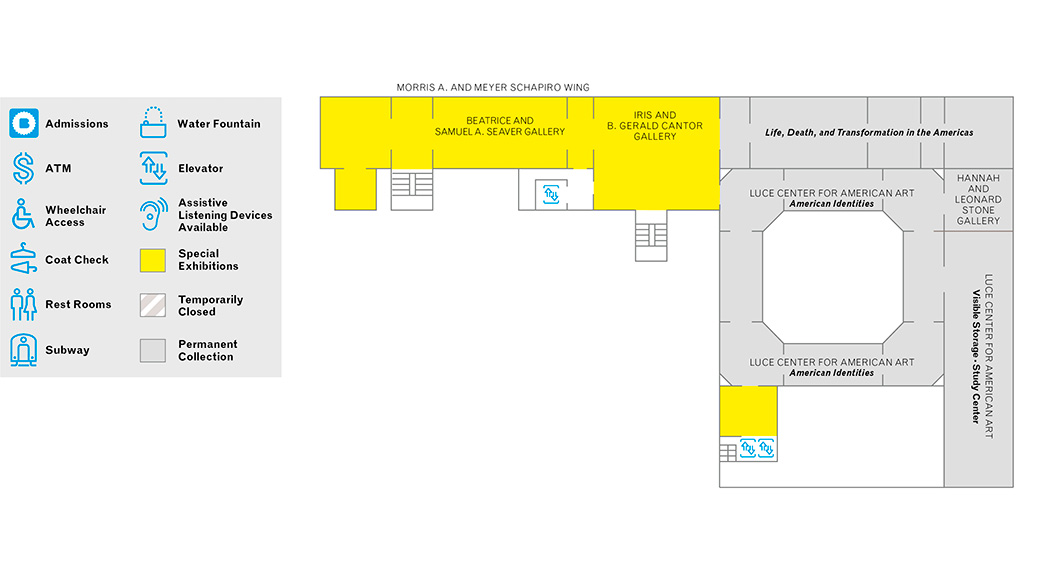 MORRIS A. AND MEYER SCHAPIRO WING
Admissions
ATM
Wheelchair
Access
Coat Check
Rest Rooms
Subway
Water Fountain
Elevator
Assistive
Listening Devices
Available
Special
Exhibitions
Temporarily
Closed
Permanent
Collection
BEATRICE AND
SAMUEL A. SEAVER GALLERY
IRIS AND
B. GERALD CANTOR
GALLERY
Life, Death, and Transformation in the Americas
LUCE CENTER FOR AMERICAN ART
American Identities
HANNAH
AND
LEONARD
STONE
GALLERY
LUCE CENTER FOR AMERICAN ART
Visible Storage • Study Center
LUCE CENTER FOR AMERICAN ART
American Identities